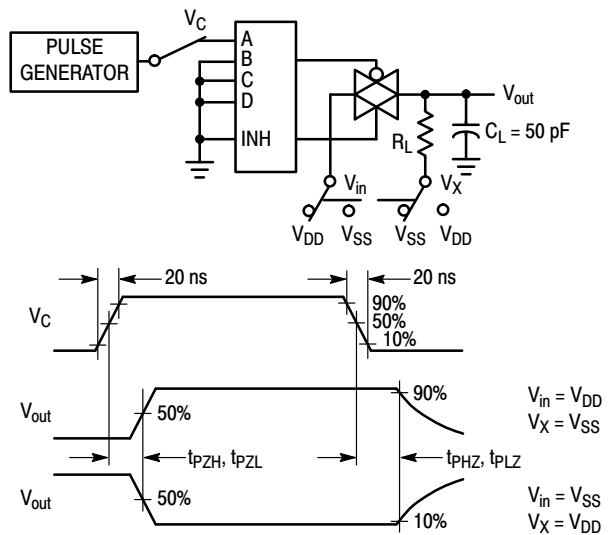 V_C
PULSE
GENERATOR
A
B
C
D
INH
V_out
R_L
C_L = 50 pF
V_in
V_X
V_DD
V_SS
V_SS
V_DD
20 ns
20 ns
V_C
90%
50%
10%
V_out
50%
90%
V_in = V_DD
V_X = V_SS
t_PZH, t_PZL
t_PHZ, t_PLZ
V_out
50%
10%
V_in = V_SS
V_X = V_DD